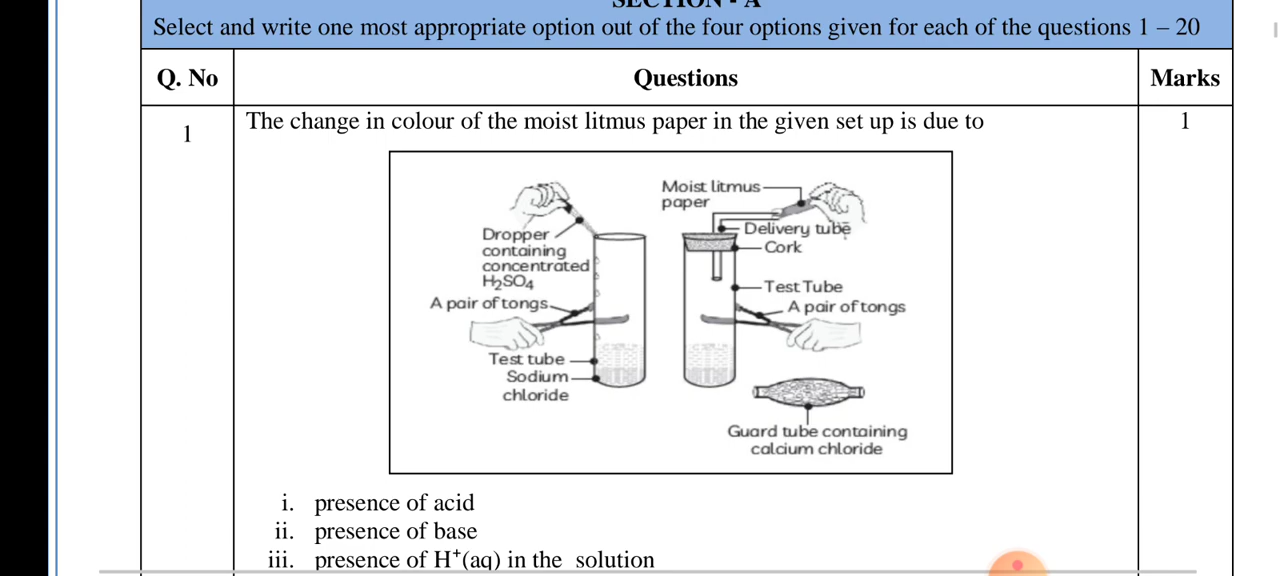 SECTION - A
Select and write one most appropriate option out of the four options given for each of the questions 1 – 20
Q. No Questions Marks
1 The change in colour of the moist litmus paper in the given set up is due to 1
Moist litmus
paper
Dropper
containing
concentrated
H₂SO₄
Delivery tube
Cork
Test Tube
A pair of tongs
A pair of tongs
Test tube
Sodium
chloride
Guard tube containing
calcium chloride
i. presence of acid
ii. presence of base
iii. presence of H⁺(aq) in the solution